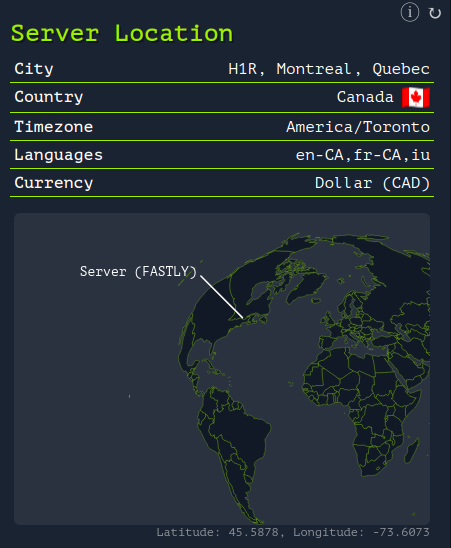 Server Location
City H1R, Montreal, Quebec
Country Canada
Timezone America/Toronto
Languages en-CA,fr-CA,iu
Currency Dollar (CAD)
Server (FASTLY)
Latitude: 45.5878, Longitude: -73.6073